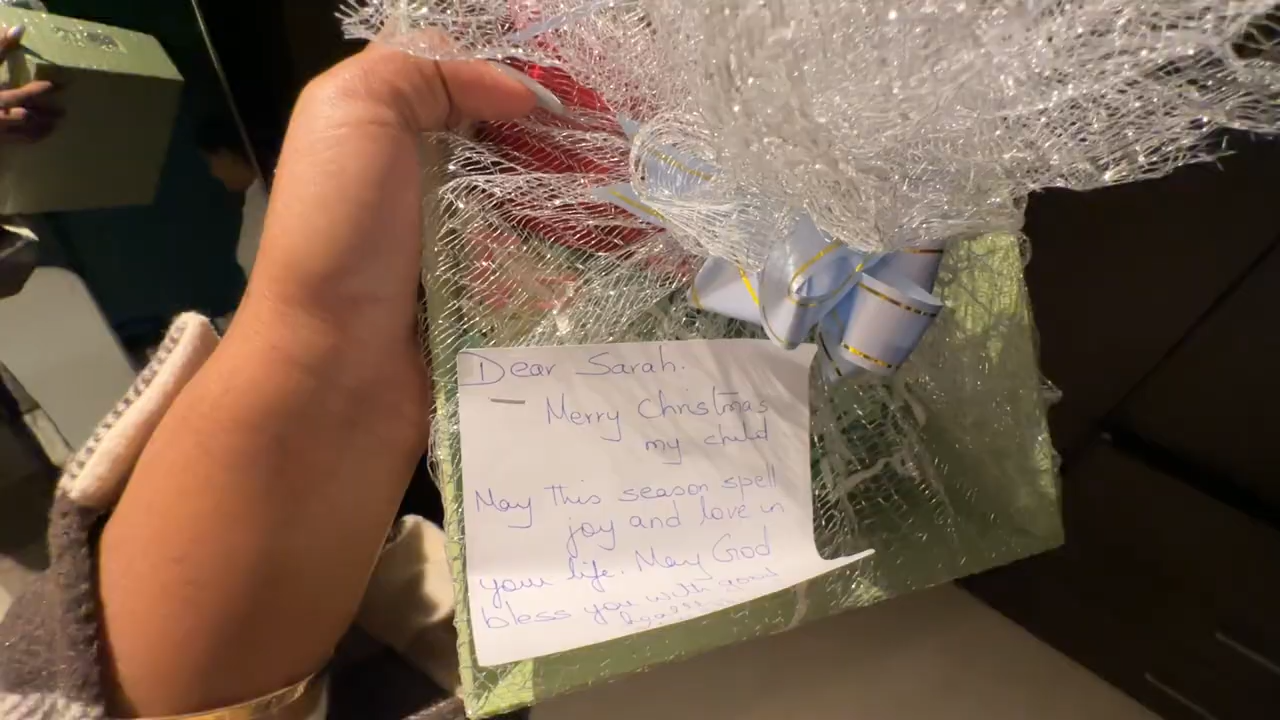 Dear Sarah.
Merry Christmas
my child
May this season spell
joy and love in
your life. May God
bless you with good